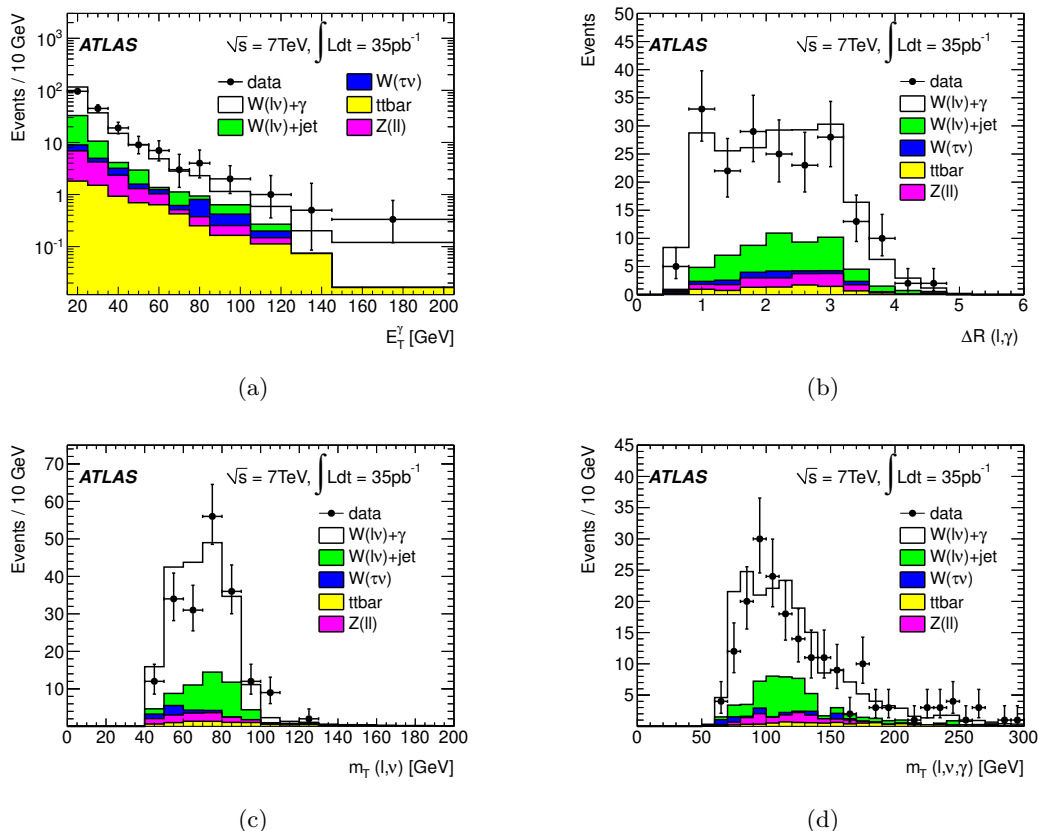 ATLAS
√s = 7TeV, ∫Ldt = 35pb⁻¹
data
W(lν)+γ
W(lν)+jet
W(τν)
ttbar
Z(ll)
Events / 10 GeV
10³
10²
10
1
10⁻¹
20 40 60 80 100 120 140 160 180 200
E_T^γ [GeV]
(a)
ATLAS
√s = 7TeV, ∫Ldt = 35pb⁻¹
data
W(lν)+γ
W(lν)+jet
W(τν)
ttbar
Z(ll)
Events
50
45
40
35
30
25
20
15
10
5
0
0 1 2 3 4 5 6
ΔR (l,γ)
(b)
ATLAS
√s = 7TeV, ∫Ldt = 35pb⁻¹
data
W(lν)+γ
W(lν)+jet
W(τν)
ttbar
Z(ll)
Events / 10 GeV
70
60
50
40
30
20
10
0 20 40 60 80 100 120 140 160 180 200
m_T (l,ν) [GeV]
(c)
ATLAS
√s = 7TeV, ∫Ldt = 35pb⁻¹
data
W(lν)+γ
W(lν)+jet
W(τν)
ttbar
Z(ll)
Events / 10 GeV
45
40
35
30
25
20
15
10
5
0
0 50 100 150 200 250 300
m_T (l,ν,γ) [GeV]
(d)